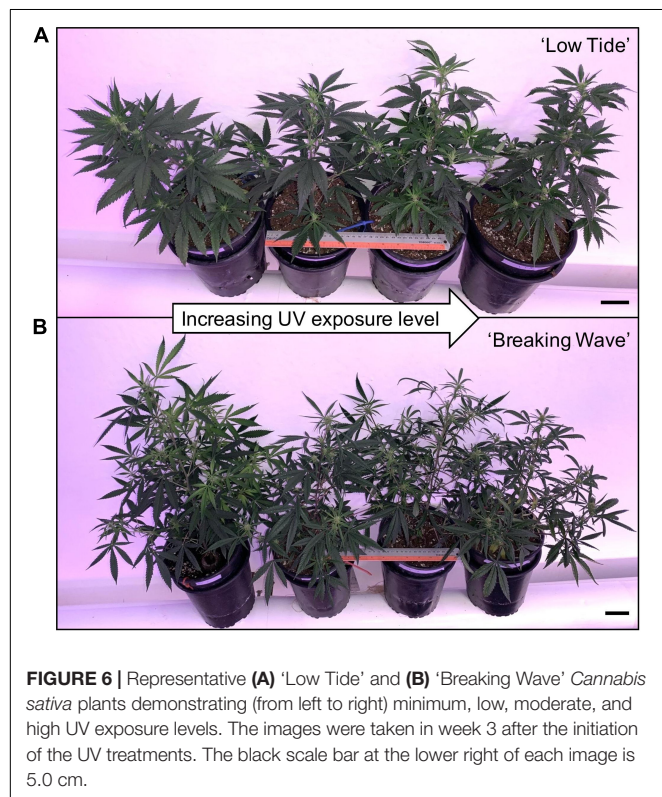 A
'Low Tide'
Increasing UV exposure level
B
'Breaking Wave'
FIGURE 6 | Representative (A) 'Low Tide' and (B) 'Breaking Wave' Cannabis
sativa plants demonstrating (from left to right) minimum, low, moderate, and
high UV exposure levels. The images were taken in week 3 after the initiation
of the UV treatments. The black scale bar at the lower right of each image is
5.0 cm.